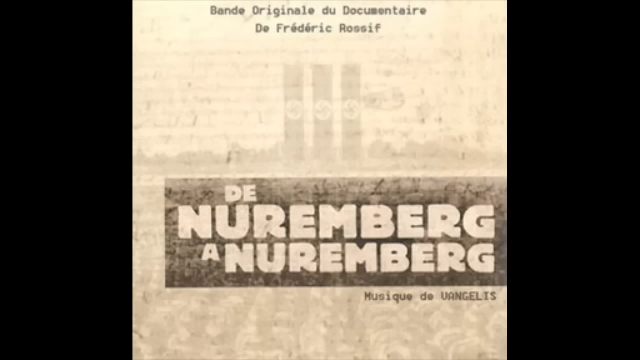 Bande Originale du Documentaire
De Frédéric Rossif
DE
NUREMBERG
A NUREMBERG
Musique de VANGELIS